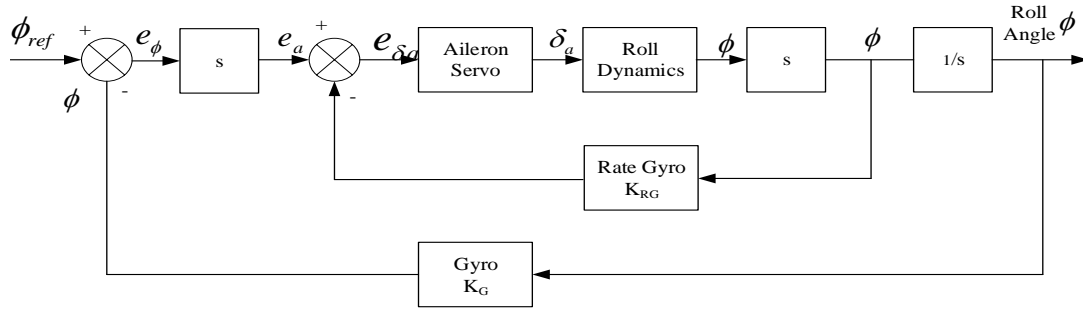 ϕref
+
-
ϕ
eϕ
s
ea
+
-
eδa
Aileron
Servo
δa
Roll
Dynamics
ϕ
s
ϕ
1/s
Roll
Angle
ϕ
Rate Gyro
KRG
Gyro
KG